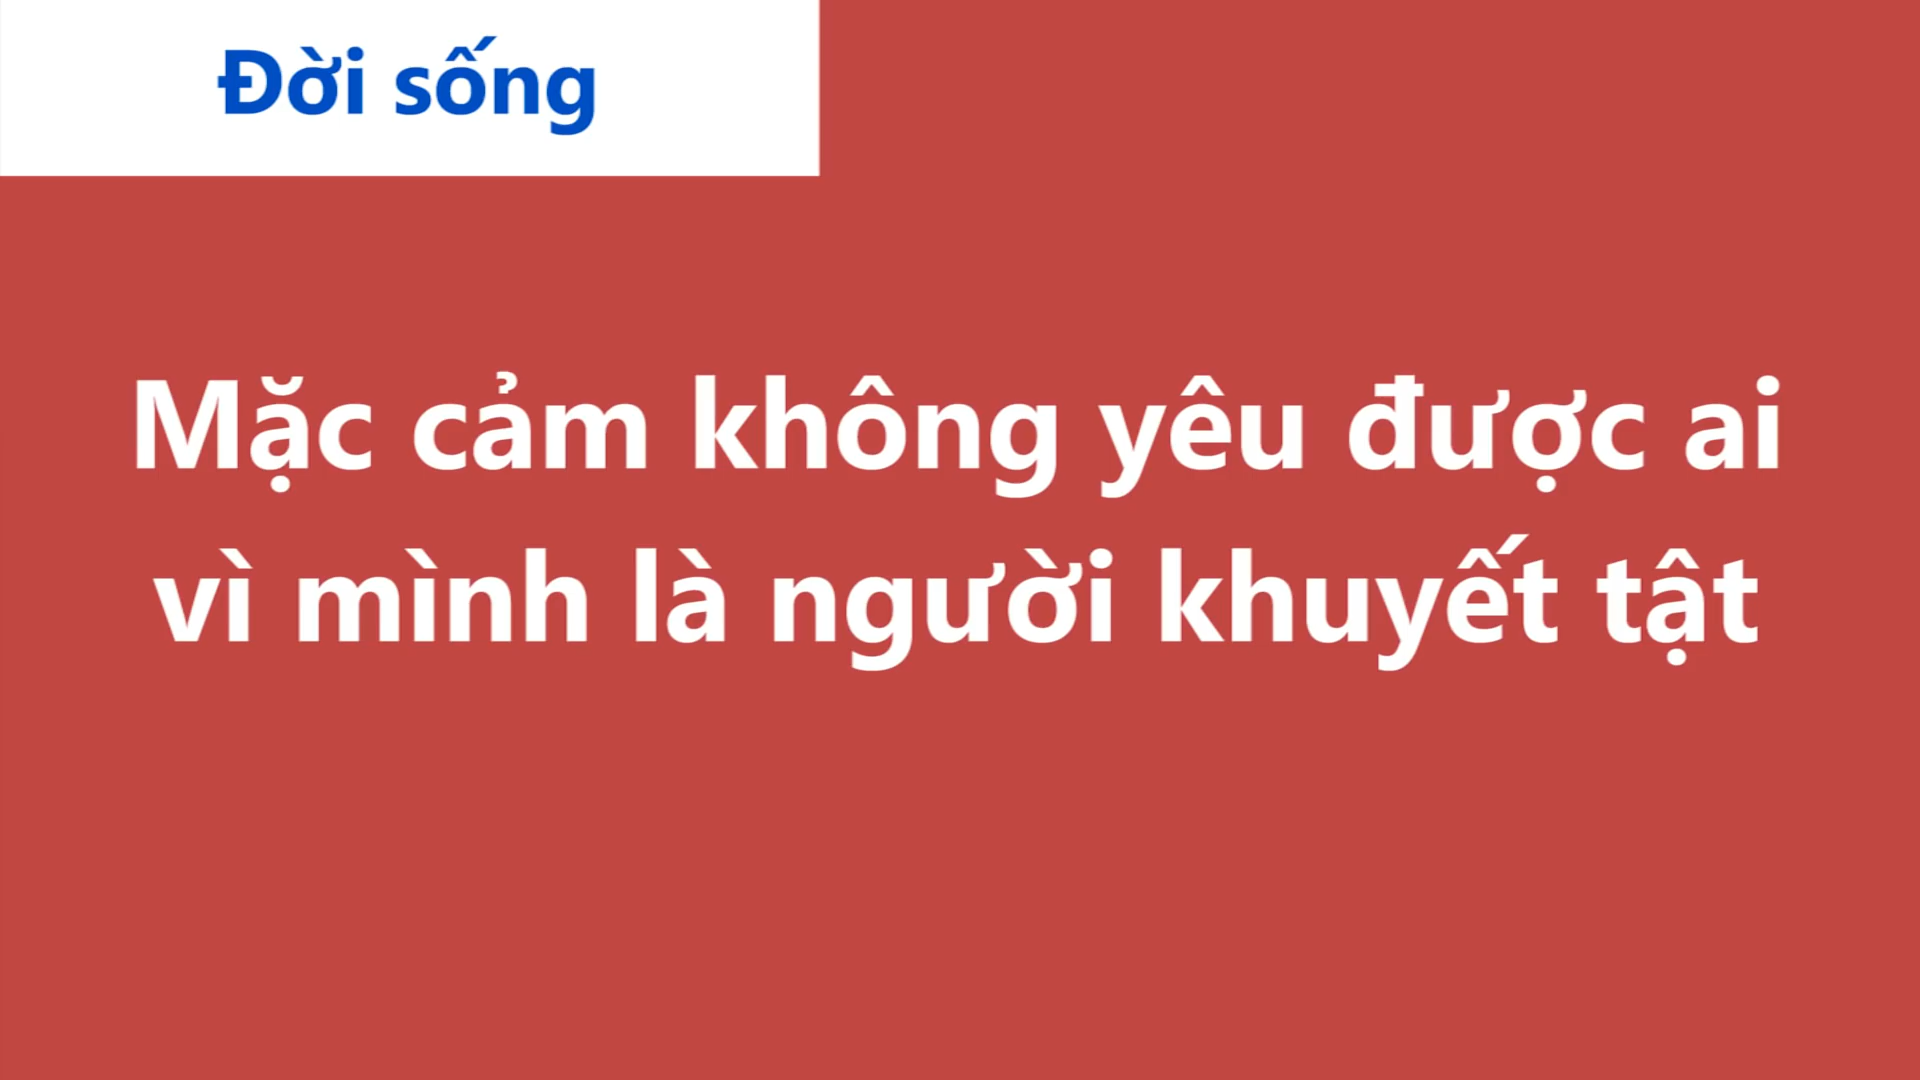 Đời sống
Mặc cảm không yêu được ai
vì mình là người khuyết tật